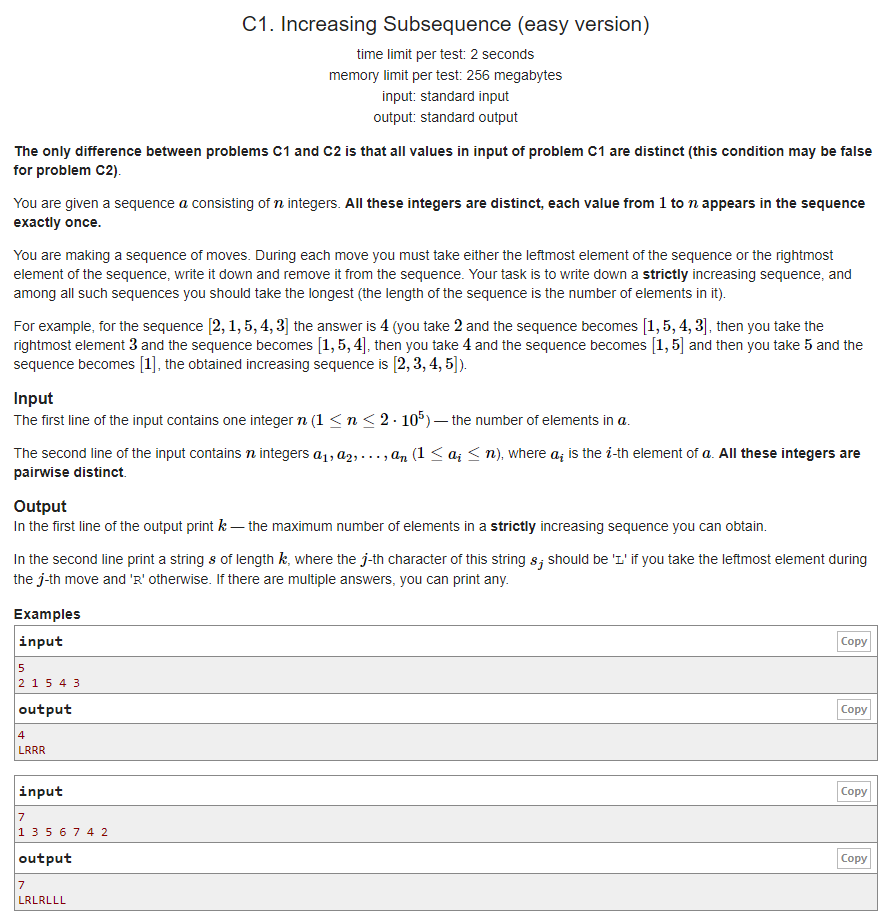 C1. Increasing Subsequence (easy version)
time limit per test: 2 seconds
memory limit per test: 256 megabytes
input: standard input
output: standard output
The only difference between problems C1 and C2 is that all values in input of problem C1 are distinct (this condition may be false
for problem C2).
You are given a sequence a consisting of n integers. All these integers are distinct, each value from 1 to n appears in the sequence
exactly once.
You are making a sequence of moves. During each move you must take either the leftmost element of the sequence or the rightmost
element of the sequence, write it down and remove it from the sequence. Your task is to write down a strictly increasing sequence, and
among all such sequences you should take the longest (the length of the sequence is the number of elements in it).
For example, for the sequence [2, 1, 5, 4, 3] the answer is 4 (you take 2 and the sequence becomes [1, 5, 4, 3], then you take the
rightmost element 3 and the sequence becomes [1, 5, 4], then you take 4 and the sequence becomes [1, 5] and then you take 5 and the
sequence becomes [1], the obtained increasing sequence is [2, 3, 4, 5]).
Input
The first line of the input contains one integer n (1 ≤ n ≤ 2 · 10⁵) — the number of elements in a.
The second line of the input contains n integers a₁, a₂, . . . , aₙ (1 ≤ aᵢ ≤ n), where aᵢ is the i-th element of a. All these integers are
pairwise distinct.
Output
In the first line of the output print k — the maximum number of elements in a strictly increasing sequence you can obtain.
In the second line print a string s of length k, where the j-th character of this string sⱼ should be 'L' if you take the leftmost element during
the j-th move and 'R' otherwise. If there are multiple answers, you can print any.
Examples
input Copy
5
2 1 5 4 3
output Copy
4
LRRR
input Copy
7
1 3 5 6 7 4 2
output Copy
7
LRLRLLL